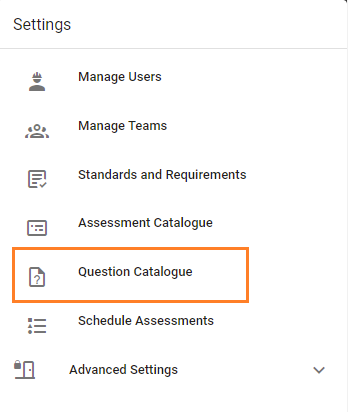 Settings
Manage Users
Manage Teams
Standards and Requirements
Assessment Catalogue
Question Catalogue
Schedule Assessments
Advanced Settings